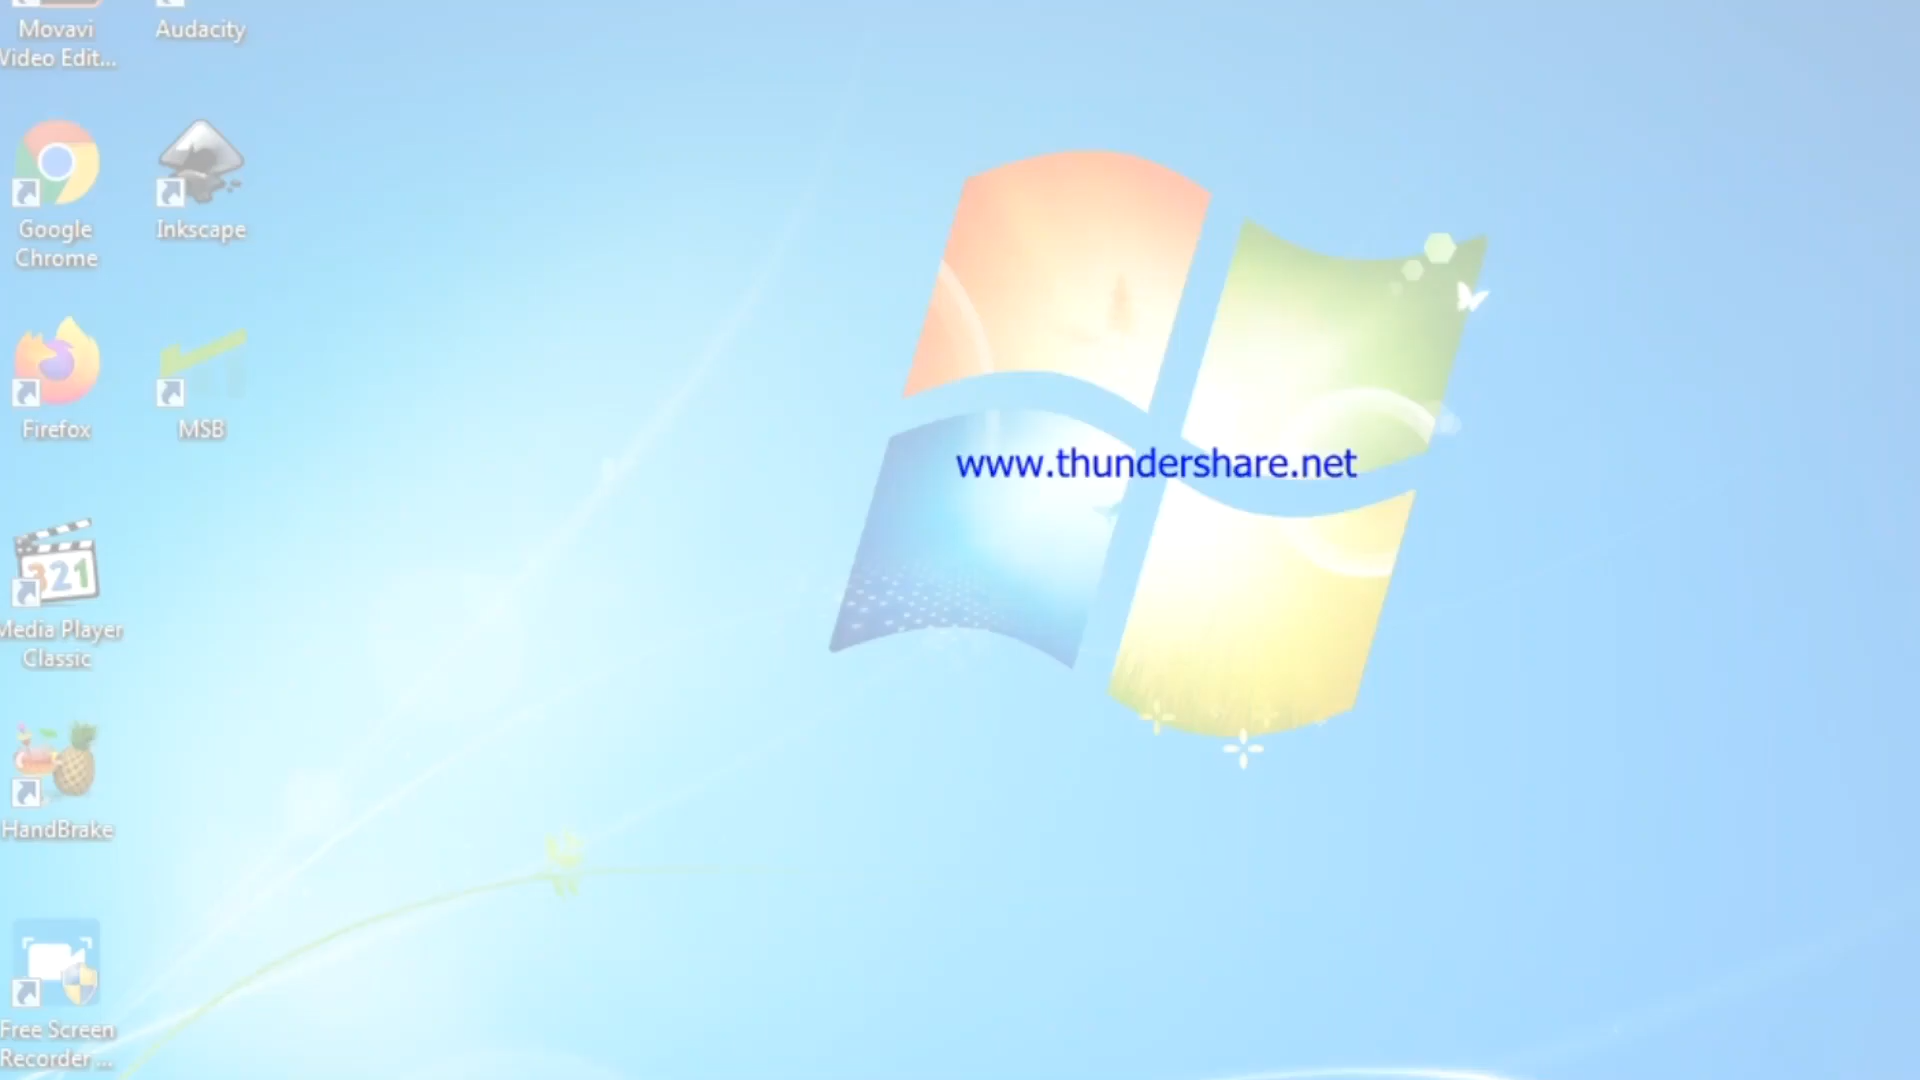 Movavi
Video Edit...
Audacity
Google
Chrome
Inkscape
Firefox
MSB
www.thundershare.net
321
Media Player
Classic
HandBrake
Free Screen
Recorder ...